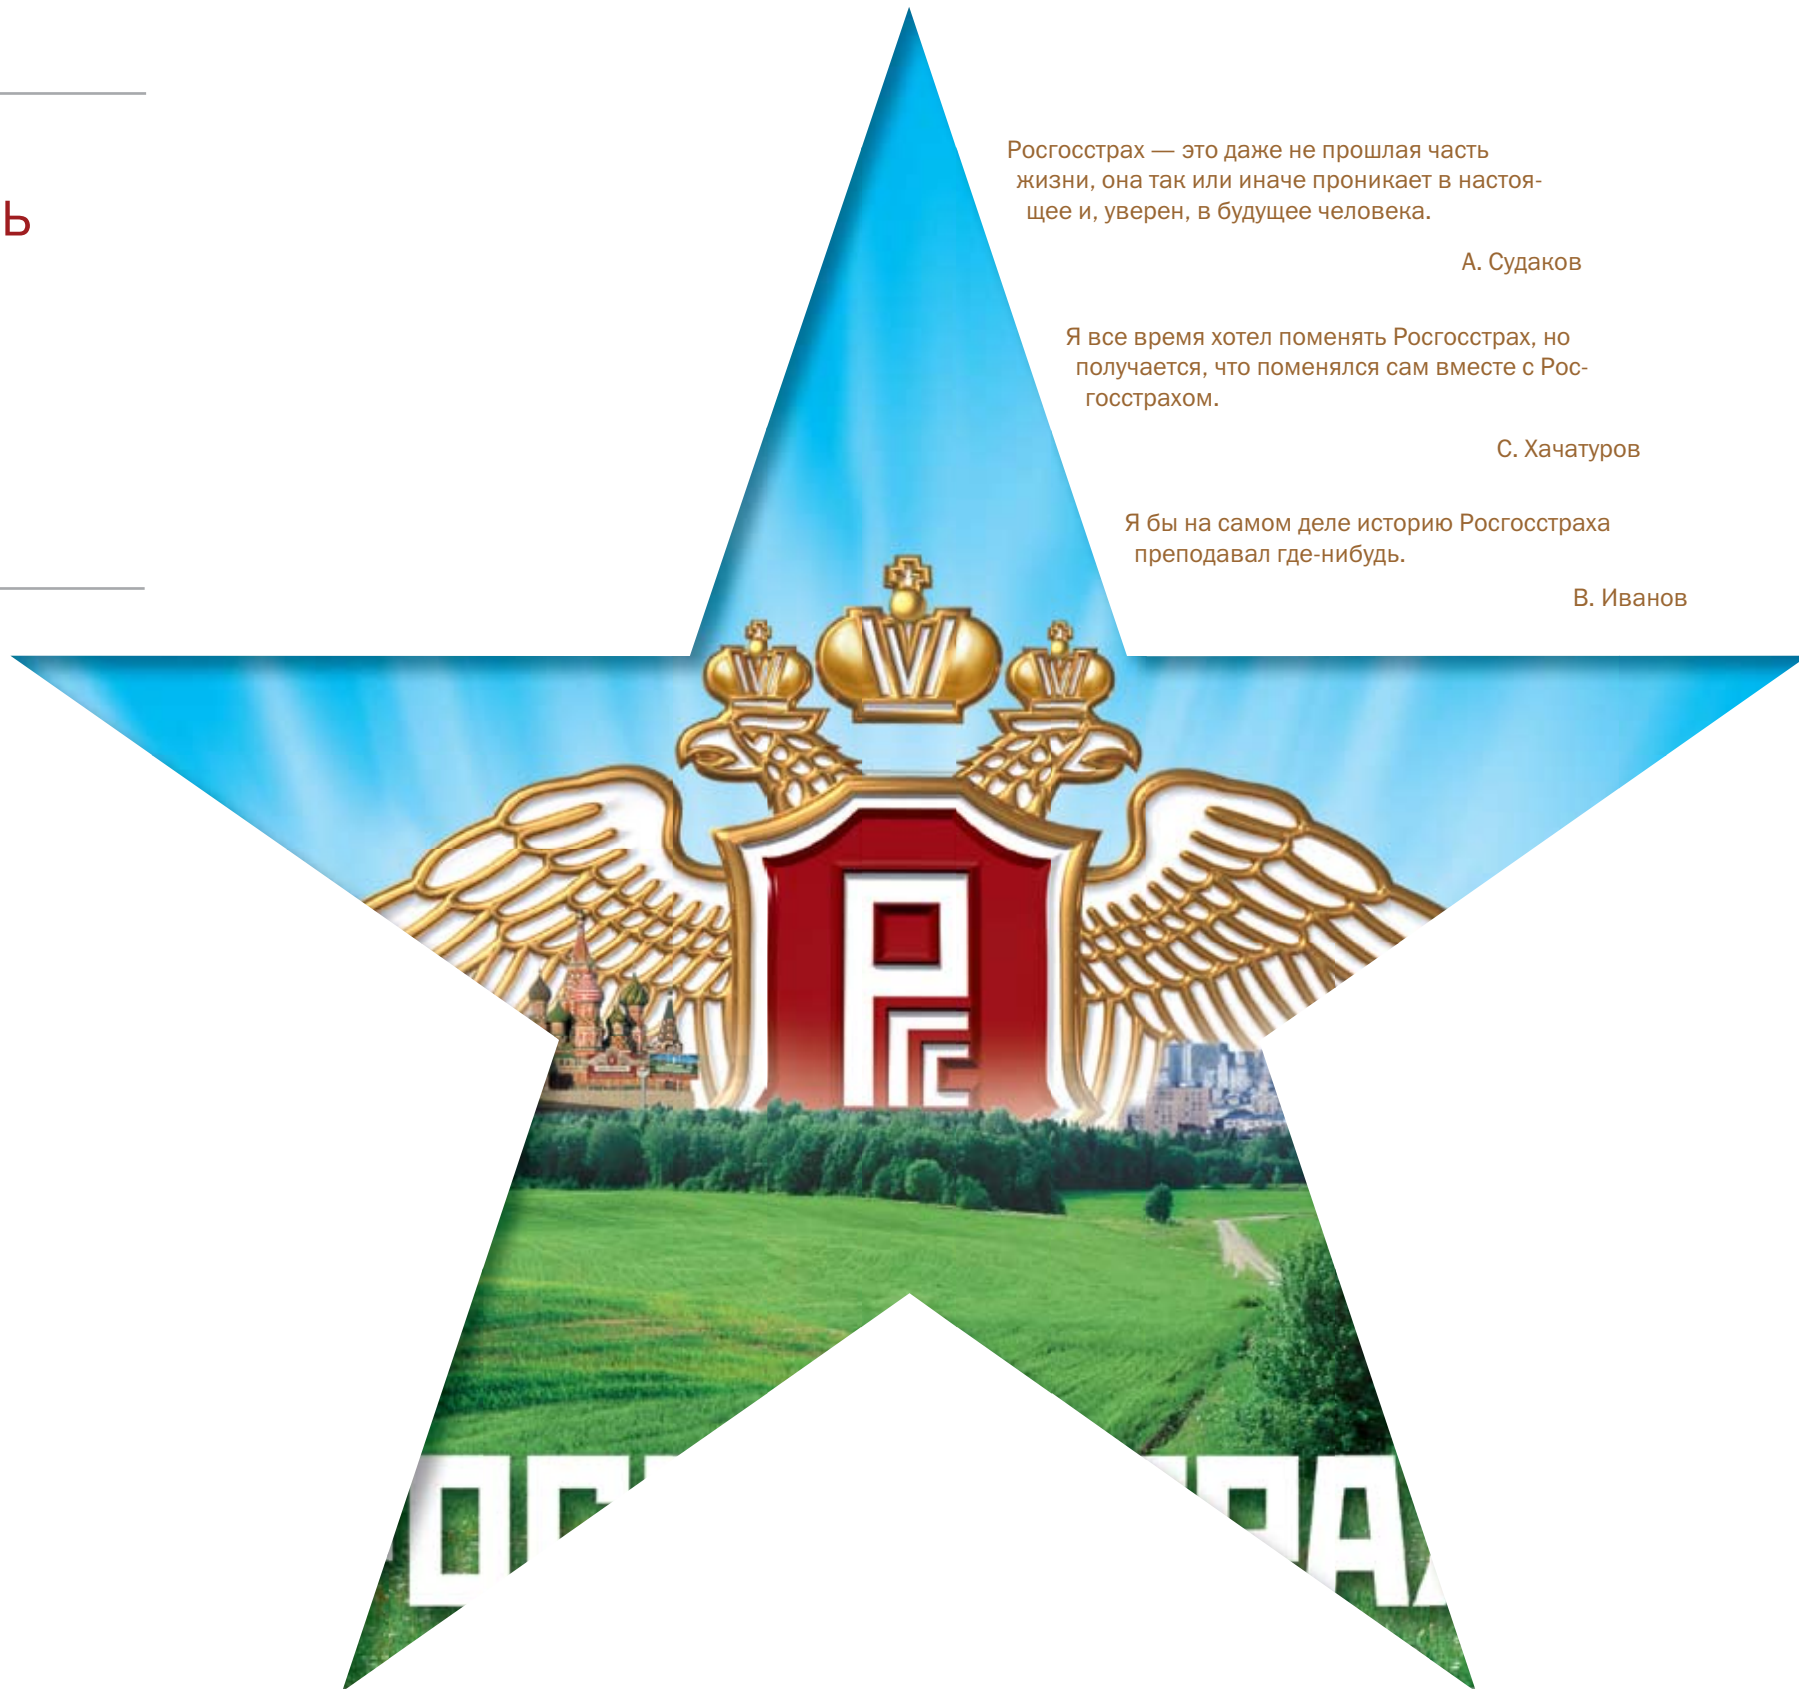 Ь
Росгосстрах — это даже не прошлая часть
жизни, она так или иначе проникает в настоя-
щее и, уверен, в будущее человека.
А. Судаков
Я все время хотел поменять Росгосстрах, но
получается, что поменялся сам вместе с Рос-
госстрахом.
С. Хачатуров
Я бы на самом деле историю Росгосстраха
преподавал где-нибудь.
В. Иванов
РГС